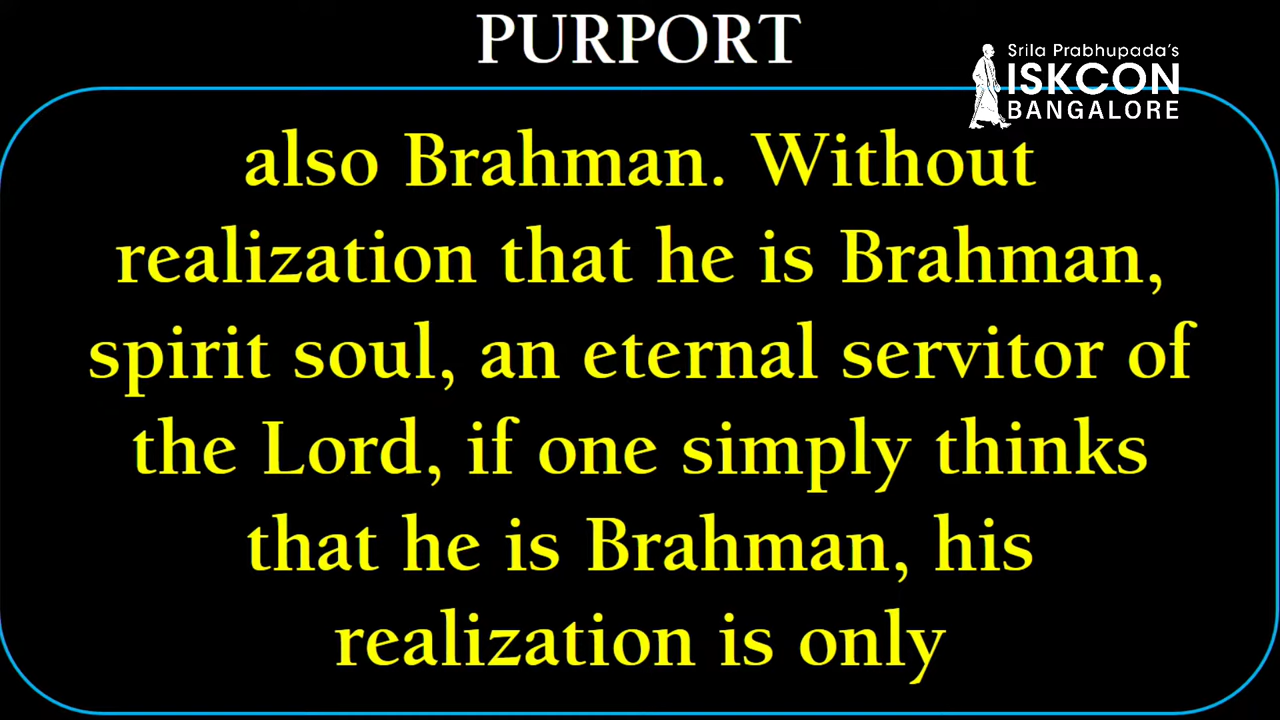 PURPORT
Srila Prabhupada's
ISKCON
BANGALORE
also Brahman. Without
realization that he is Brahman,
spirit soul, an eternal servitor of
the Lord, if one simply thinks
that he is Brahman, his
realization is only